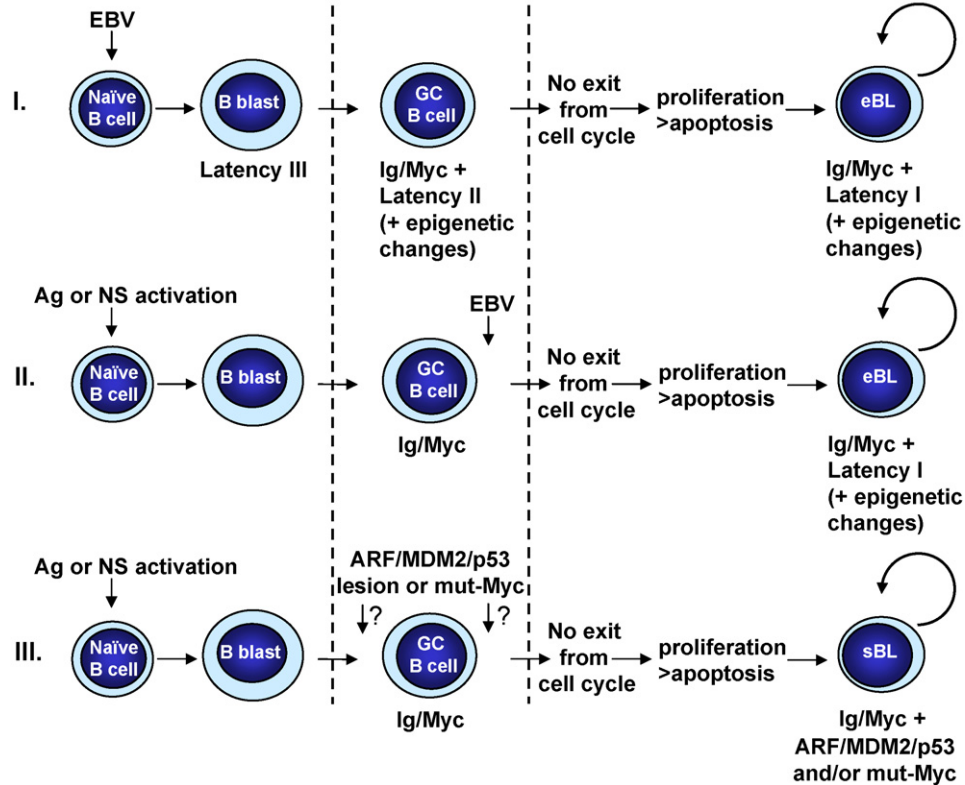 EBV
I.
Naïve
B cell
B blast
Latency III
GC
B cell
Ig/Myc +
Latency II
(+ epigenetic
changes)
No exit
from
cell cycle
proliferation
>apoptosis
eBL
Ig/Myc +
Latency I
(+ epigenetic
changes)
Ag or NS activation
II.
Naïve
B cell
B blast
EBV
GC
B cell
Ig/Myc
No exit
from
cell cycle
proliferation
>apoptosis
eBL
Ig/Myc +
Latency I
(+ epigenetic
changes)
Ag or NS activation
III.
Naïve
B cell
B blast
ARF/MDM2/p53
lesion or mut-Myc
?
?
GC
B cell
Ig/Myc
No exit
from
cell cycle
proliferation
>apoptosis
sBL
Ig/Myc +
ARF/MDM2/p53
and/or mut-Myc